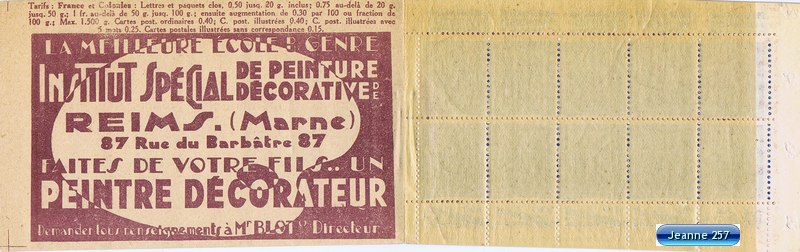 Tarifs : France et Colonies : Lettres et paquets clos, 0.50 jusq. 20 g. inclus; 0.75 au-delà de 20 g.
jusq. 50 g.; 1 fr. au-delà de 50 g. jusq. 100 g.; ensuite augmentation de 0.30 par 100 ou fraction de
100 g.; Max. 1.500 g. Cartes post. ordinaires 0.40; C. post. illustrées 0.40; C. post. illustrées avec
5 mots 0.25. Cartes postales illustrées sans correspondance 0.15.
LA MEILLEURE ÉCOLE DU GENRE
INSTITUT SPÉCIAL DE PEINTURE DÉCORATIVE DE
REIMS. (Marne)
87 Rue du Barbâtre 87
FAITES DE VOTRE FILS.. UN
PEINTRE DÉCORATEUR
Demander tous renseignements à Mr BLOT Directeur
Jeanne 257